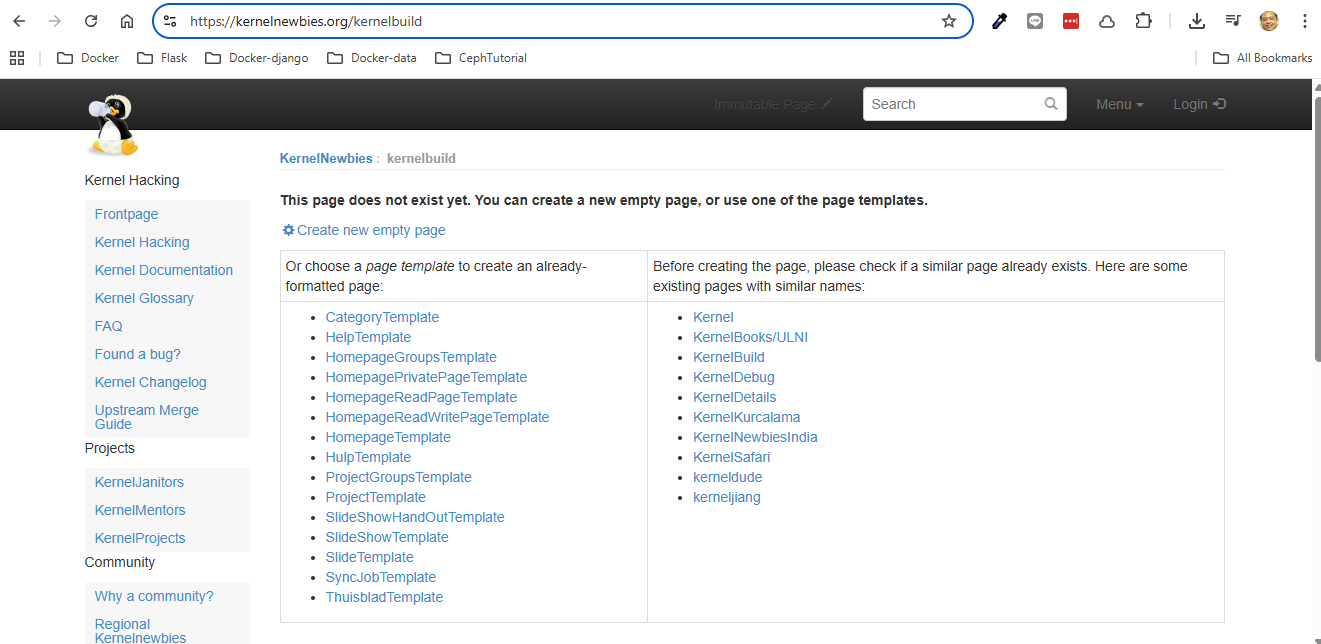 https://kernelnewbies.org/kernelbuild
Docker
Flask
Docker-django
Docker-data
CephTutorial
All Bookmarks
Immutable Page
Search
Menu
Login
Kernel Hacking
Frontpage
Kernel Hacking
Kernel Documentation
Kernel Glossary
FAQ
Found a bug?
Kernel Changelog
Upstream Merge
Guide
Projects
KernelJanitors
KernelMentors
KernelProjects
Community
Why a community?
Regional
Kernelnewbies
KernelNewbies : kernelbuild
This page does not exist yet. You can create a new empty page, or use one of the page templates.
Create new empty page
Or choose a page template to create an already-
formatted page:
CategoryTemplate
HelpTemplate
HomepageGroupsTemplate
HomepagePrivatePageTemplate
HomepageReadPageTemplate
HomepageReadWritePageTemplate
HomepageTemplate
HulpTemplate
ProjectGroupsTemplate
ProjectTemplate
SlideShowHandOutTemplate
SlideShowTemplate
SlideTemplate
SyncJobTemplate
ThuisbladTemplate
Before creating the page, please check if a similar page already exists. Here are some
existing pages with similar names:
Kernel
KernelBooks/ULNI
KernelBuild
KernelDebug
KernelDetails
KernelKurcalama
KernelNewbiesIndia
KernelSafari
kerneldude
kerneljiang